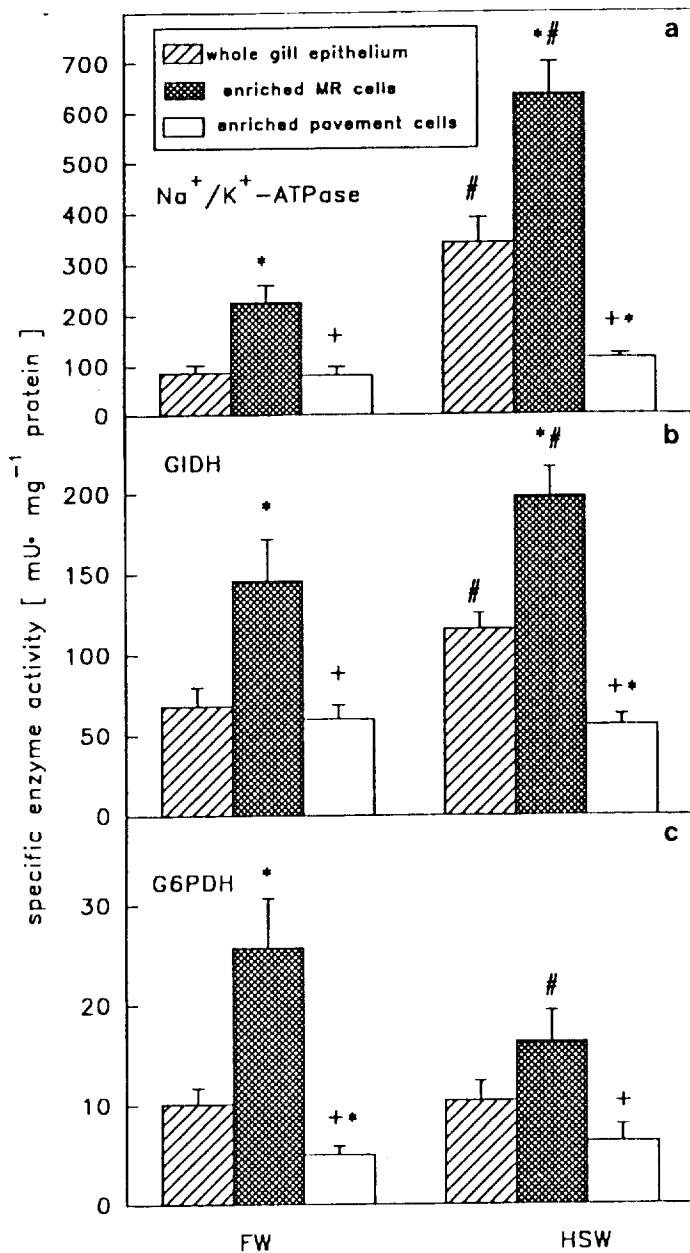 a
700
600
500
400
300
200
100
0
whole gill epithelium
enriched MR cells
enriched pavement cells
Na+/K+-ATPase
*
+
#
*#
+*
b
200
150
100
50
0
GIDH
*
+
#
*#
+*
c
30
20
10
0
G6PDH
*
+*
#
+
specific enzyme activity [ mU· mg−1 protein ]
FW HSW